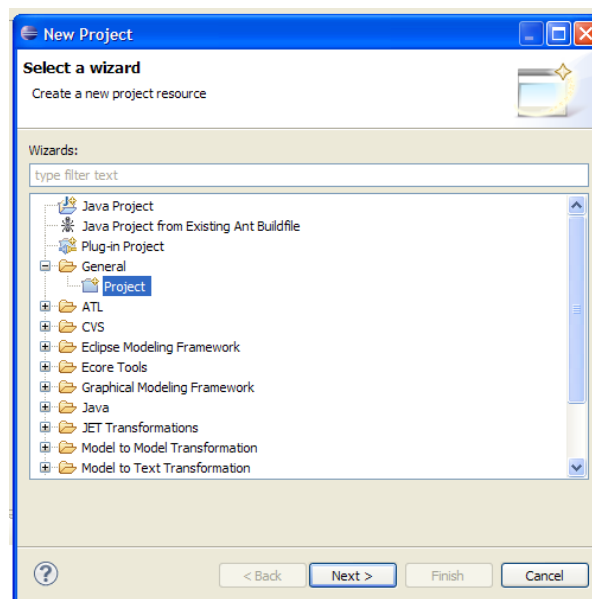 New Project
Select a wizard
Create a new project resource
Wizards:
type filter text
Java Project
Java Project from Existing Ant Buildfile
Plug-in Project
General
Project
ATL
CVS
Eclipse Modeling Framework
Ecore Tools
Graphical Modeling Framework
Java
JET Transformations
Model to Model Transformation
Model to Text Transformation
? < Back Next > Finish Cancel